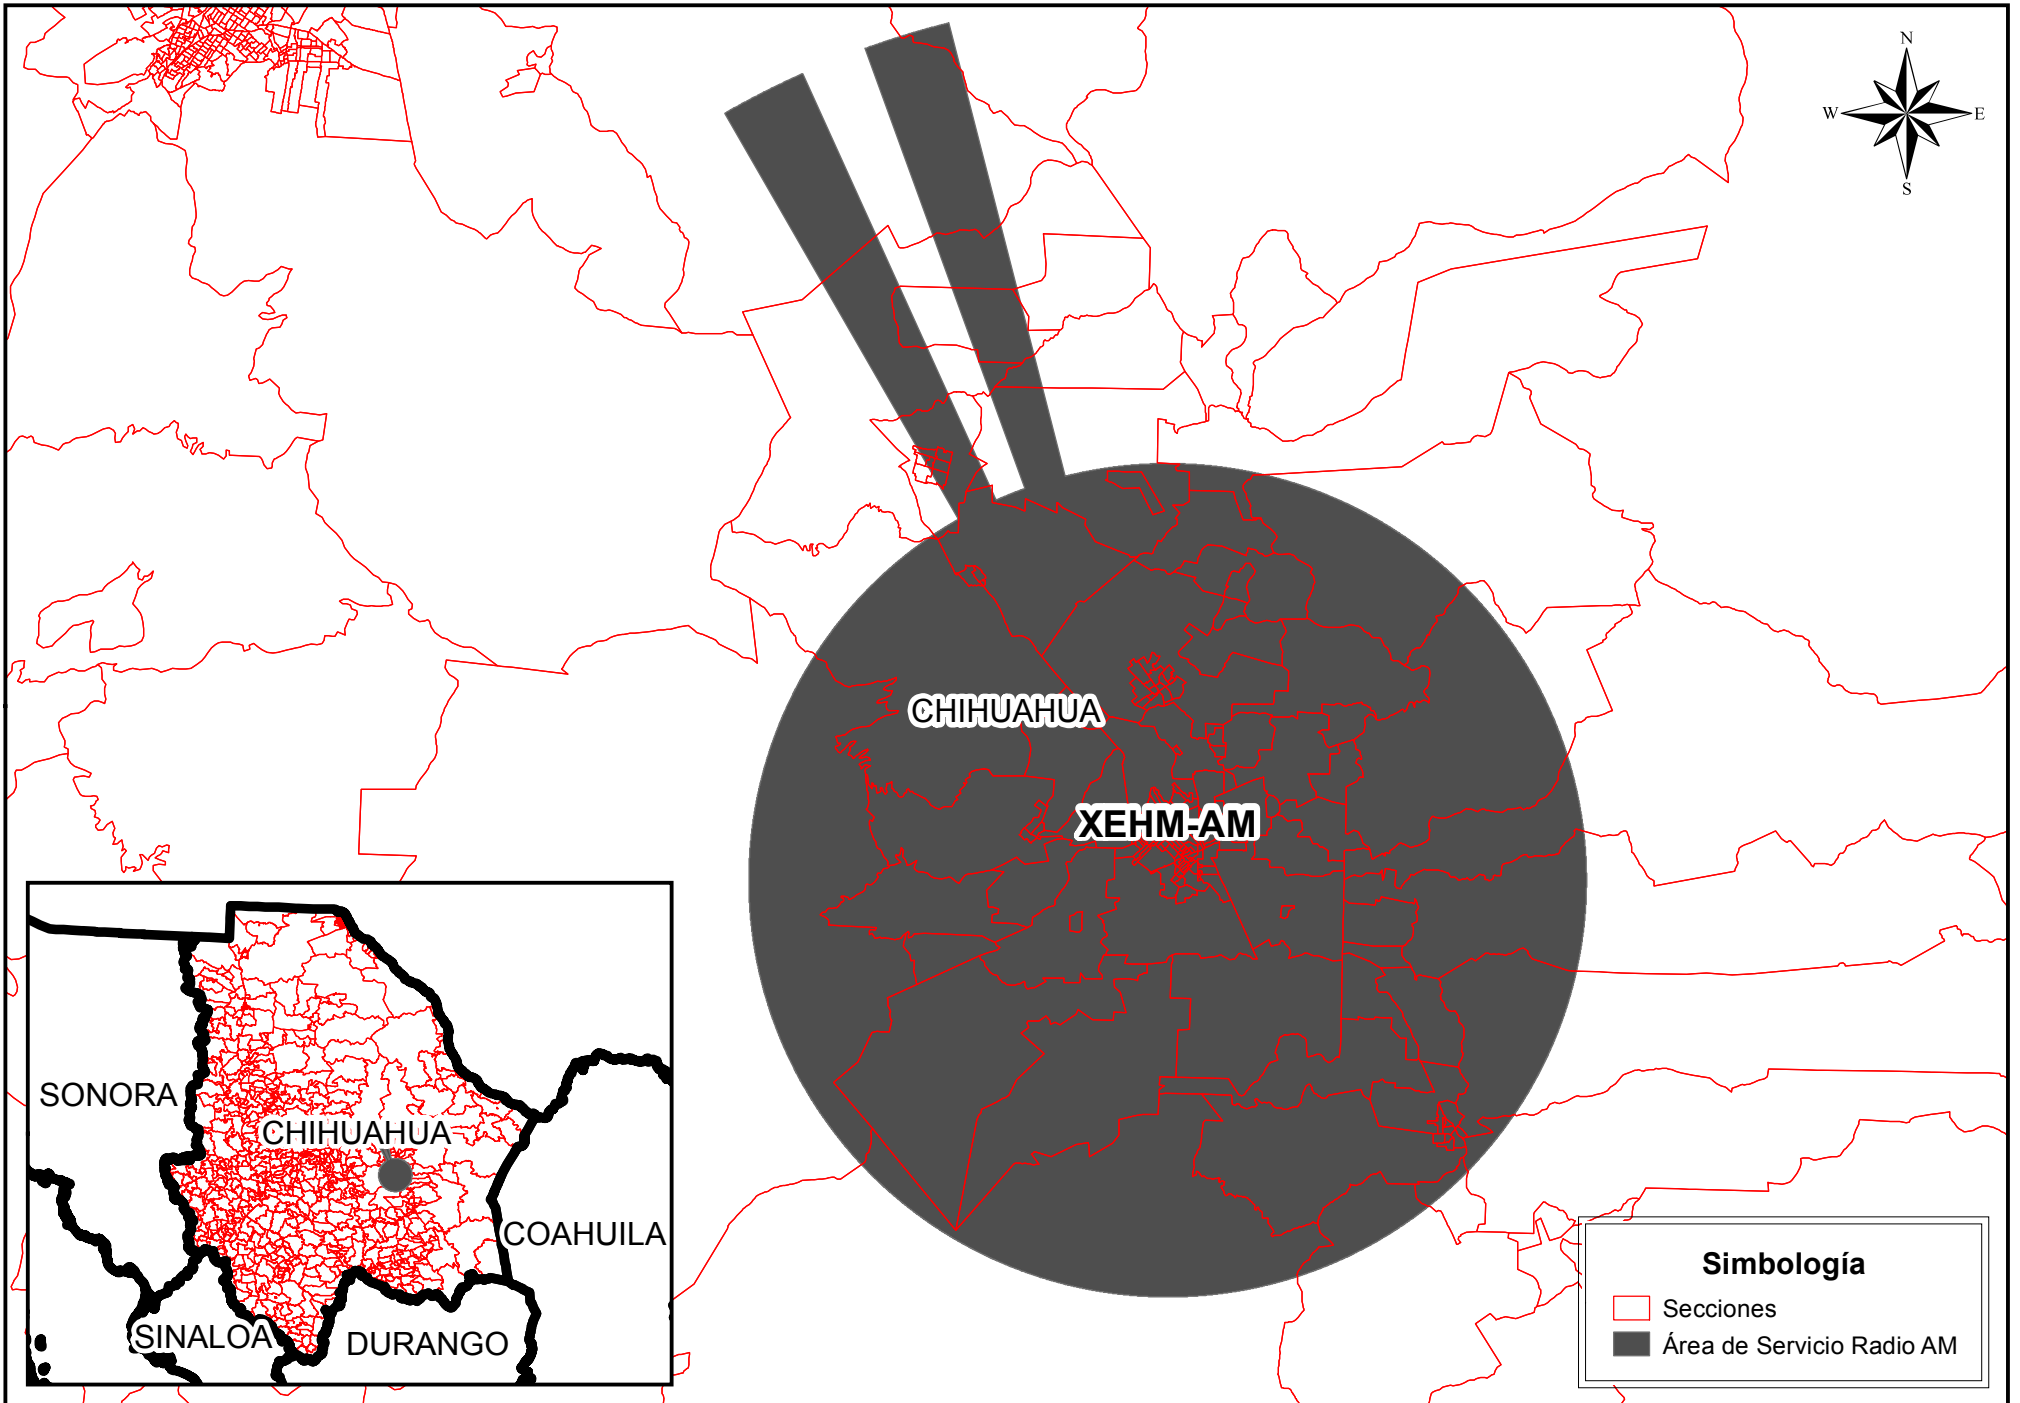 N
W E
S
CHIHUAHUA
XEHM-AM
SONORA
CHIHUAHUA
COAHUILA
SINALOA
DURANGO
Simbología
Secciones
Área de Servicio Radio AM